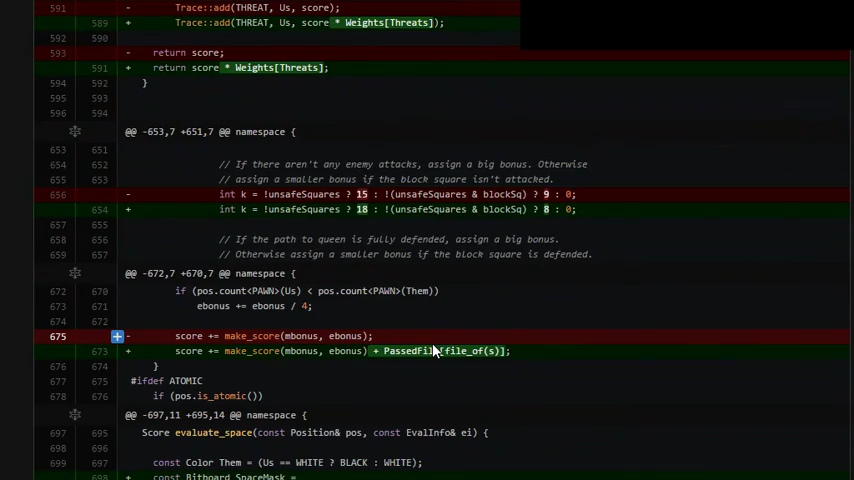 591 -         Trace::add(THREAT, Us, score);
589 +         Trace::add(THREAT, Us, score * Weights[Threats]);
592 590
593 -     return score;
591 +     return score * Weights[Threats];
594 592   }
595 593
596 594
@@ -653,7 +651,7 @@ namespace {
653 651
654 652               // If there aren't any enemy attacks, assign a big bonus. Otherwise
655 653               // assign a smaller bonus if the block square isn't attacked.
656 -               int k = !unsafeSquares ? 15 : !(unsafeSquares & blockSq) ? 9 : 0;
654 +               int k = !unsafeSquares ? 18 : !(unsafeSquares & blockSq) ? 8 : 0;
657 655
658 656               // If the path to queen is fully defended, assign a big bonus.
659 657               // Otherwise assign a smaller bonus if the block square is defended.
@@ -672,7 +670,7 @@ namespace {
672 670         if (pos.count<PAWN>(Us) < pos.count<PAWN>(Them))
673 671             ebonus += ebonus / 4;
674 672
675 + -         score += make_score(mbonus, ebonus);
673 +         score += make_score(mbonus, ebonus) + [file_of(s)];
676 674     }
677 675 #ifdef ATOMIC
678 676     if (pos.is_atomic())
@@ -697,11 +695,14 @@ namespace {
697 695   Score evaluate_space(const Position& pos, const EvalInfo& ei) {
698 696
699 697     const Color Them = (Us == WHITE ? BLACK : WHITE);
698 +     const Bitboard SpaceMask =